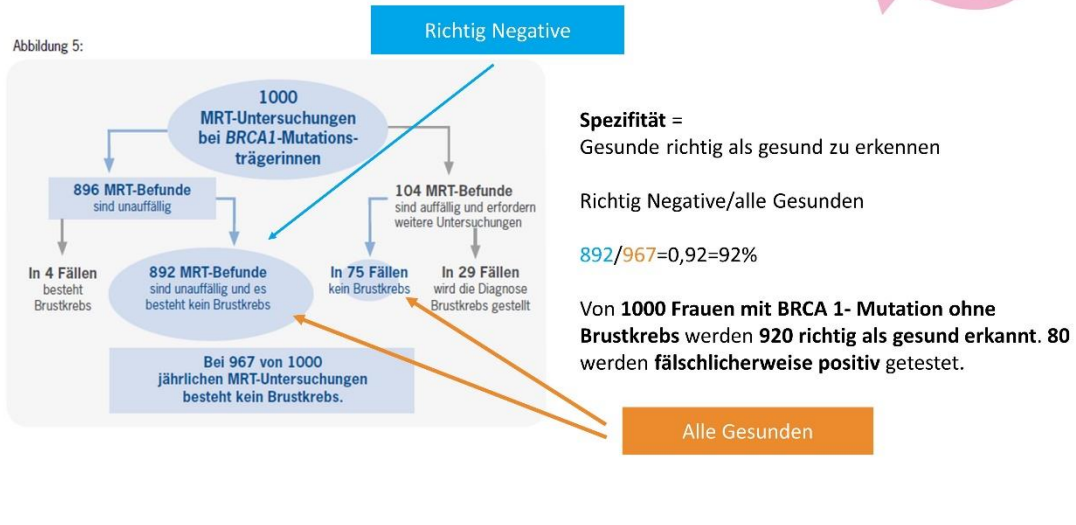 Richtig Negative
Abbildung 5:
1000
MRT-Untersuchungen
bei BRCA1-Mutations-
trägerinnen
896 MRT-Befunde
sind unauffällig
104 MRT-Befunde
sind auffällig und erfordern
weitere Untersuchungen
In 4 Fällen
besteht
Brustkrebs
892 MRT-Befunde
sind unauffällig und es
besteht kein Brustkrebs
In 75 Fällen
kein Brustkrebs
In 29 Fällen
wird die Diagnose
Brustkrebs gestellt
Bei 967 von 1000
jährlichen MRT-Untersuchungen
besteht kein Brustkrebs.
Spezifität =
Gesunde richtig als gesund zu erkennen
Richtig Negative/alle Gesunden
892/967=0,92=92%
Von 1000 Frauen mit BRCA 1- Mutation ohne
Brustkrebs werden 920 richtig als gesund erkannt. 80
werden fälschlicherweise positiv getestet.
Alle Gesunden